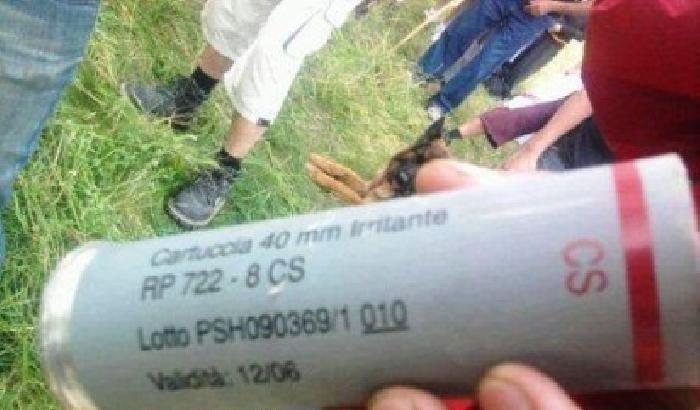 Cartuccia 40 mm Irritante
RP 722 - 8 CS
Lotto PSH090369/1 010
Validità: 12/06
CS